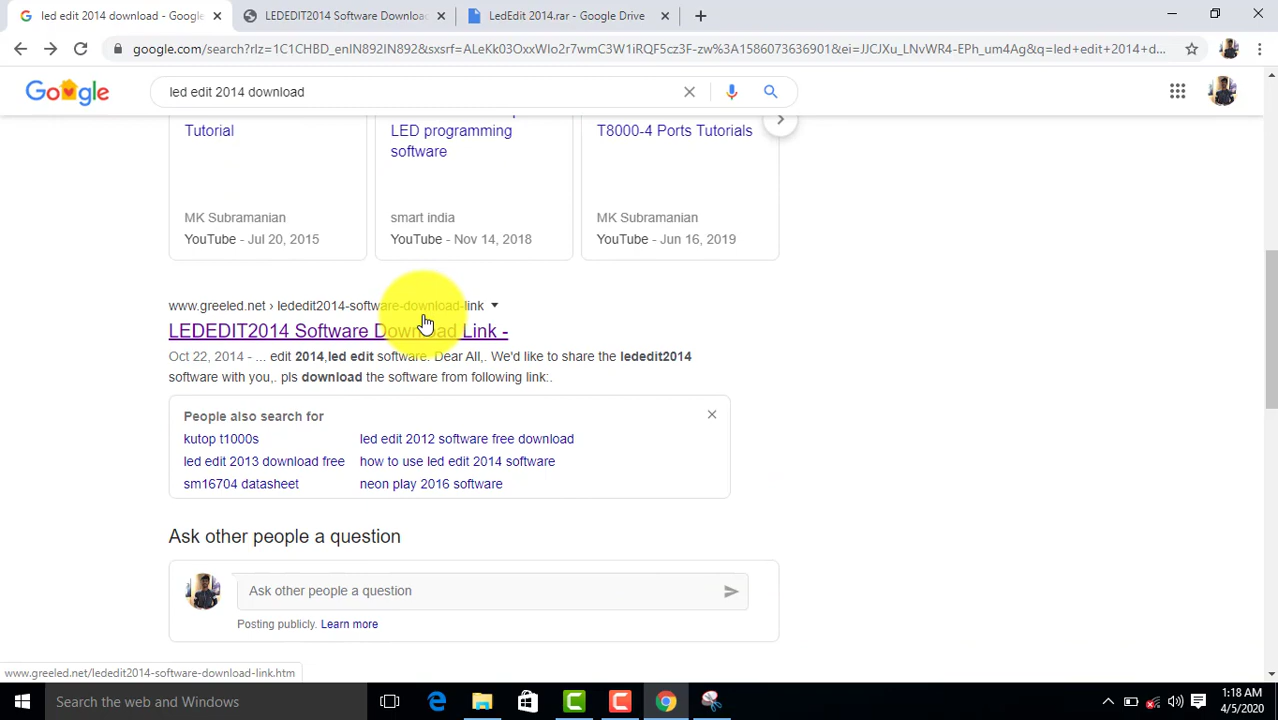 led edit 2014 download - Google
LEDEDIT2014 Software Download
LedEdit 2014.rar - Google Drive
google.com/search?rlz=1C1CHBD_enIN892IN892&sxsrf=ALeKk03OxxWIo2r7wmC3W1iRQF5cz3F-zw%3A1586073636901&ei=JJCJXu_LNvWR4-EPh_um4Ag&q=led+edit+2014+d...
Google
led edit 2014 download
Tutorial
LED programming
software
T8000-4 Ports Tutorials
MK Subramanian
YouTube - Jul 20, 2015
smart india
YouTube - Nov 14, 2018
MK Subramanian
YouTube - Jun 16, 2019
www.greeled.net › lededit2014-software-download-link
LEDEDIT2014 Software Download Link -
Oct 22, 2014 - ... edit 2014,led edit software. Dear All,. We'd like to share the lededit2014
software with you,. pls download the software from following link:.
People also search for
kutop t1000s
led edit 2012 software free download
led edit 2013 download free
how to use led edit 2014 software
sm16704 datasheet
neon play 2016 software
Ask other people a question
Ask other people a question
Posting publicly. Learn more
www.greeled.net/lededit2014-software-download-link.htm
Search the web and Windows
1:18 AM
4/5/2020